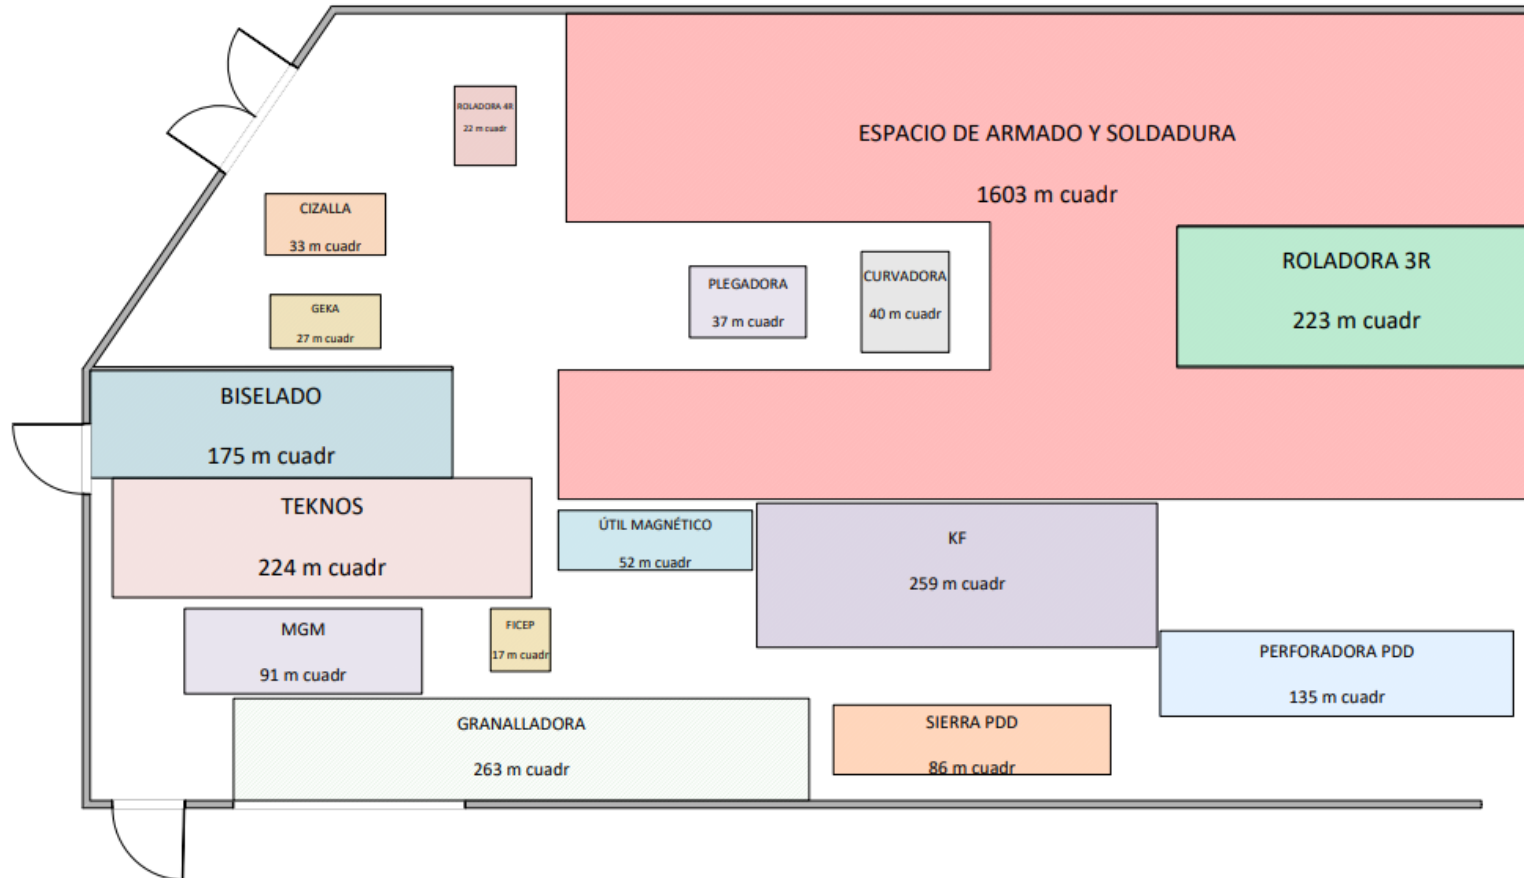 ROLADORA 4R
22 m cuadr
ESPACIO DE ARMADO Y SOLDADURA
1603 m cuadr
CIZALLA
33 m cuadr
ROLADORA 3R
223 m cuadr
PLEGADORA
37 m cuadr
CURVADORA
40 m cuadr
GEKA
27 m cuadr
BISELADO
175 m cuadr
TEKNOS
224 m cuadr
ÚTIL MAGNÉTICO
52 m cuadr
KF
259 m cuadr
MGM
91 m cuadr
FICEP
17 m cuadr
PERFORADORA PDD
135 m cuadr
GRANALLADORA
263 m cuadr
SIERRA PDD
86 m cuadr